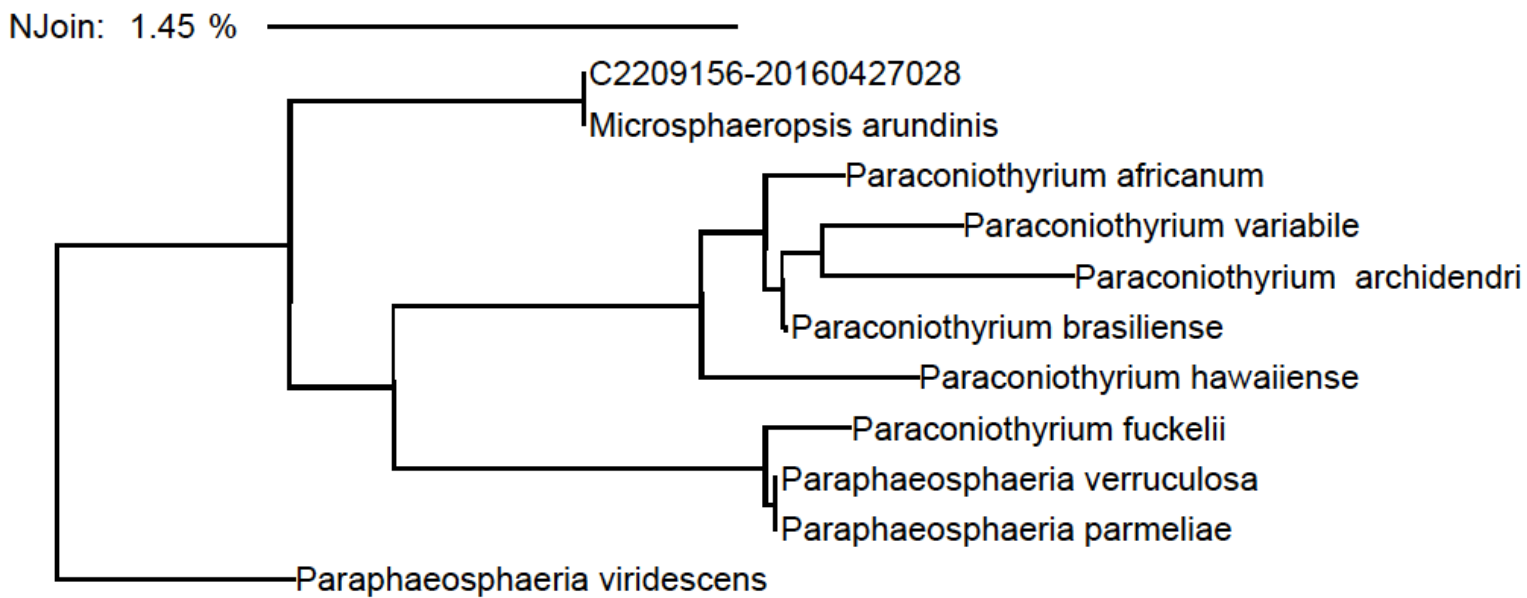 NJoin: 1.45 %
C2209156-20160427028
Microsphaeropsis arundinis
Paraconiothyrium africanum
Paraconiothyrium variabile
Paraconiothyrium archidendri
Paraconiothyrium brasiliense
Paraconiothyrium hawaiiense
Paraconiothyrium fuckelii
Paraphaeosphaeria verruculosa
Paraphaeosphaeria parmeliae
Paraphaeosphaeria viridescens